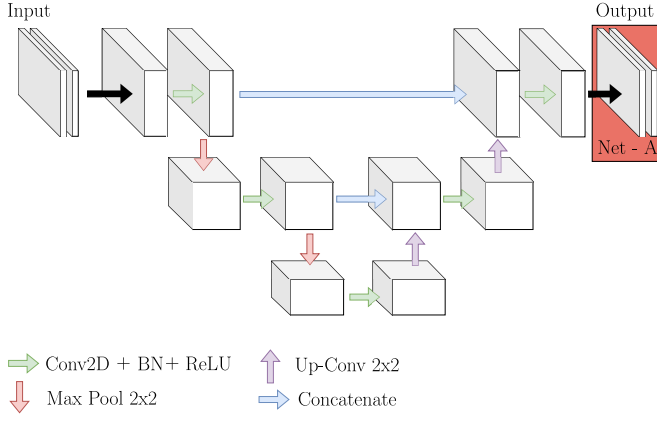 Input
Output
Net - A
Conv2D + BN+ ReLU
Up-Conv 2x2
Max Pool 2x2
Concatenate